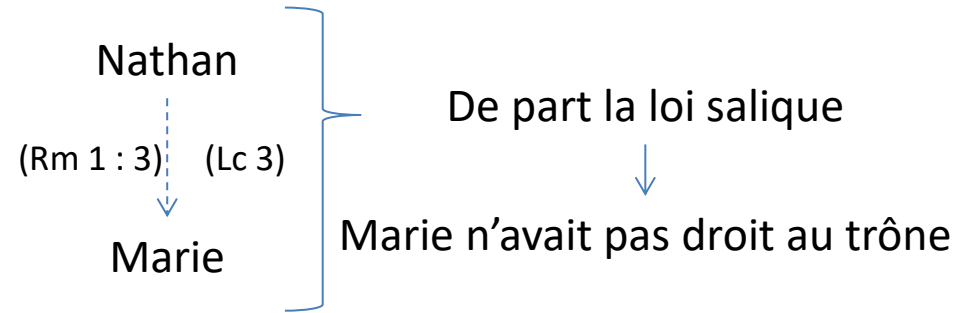 Nathan
(Rm 1 : 3) (Lc 3)
Marie
De part la loi salique
Marie n’avait pas droit au trône